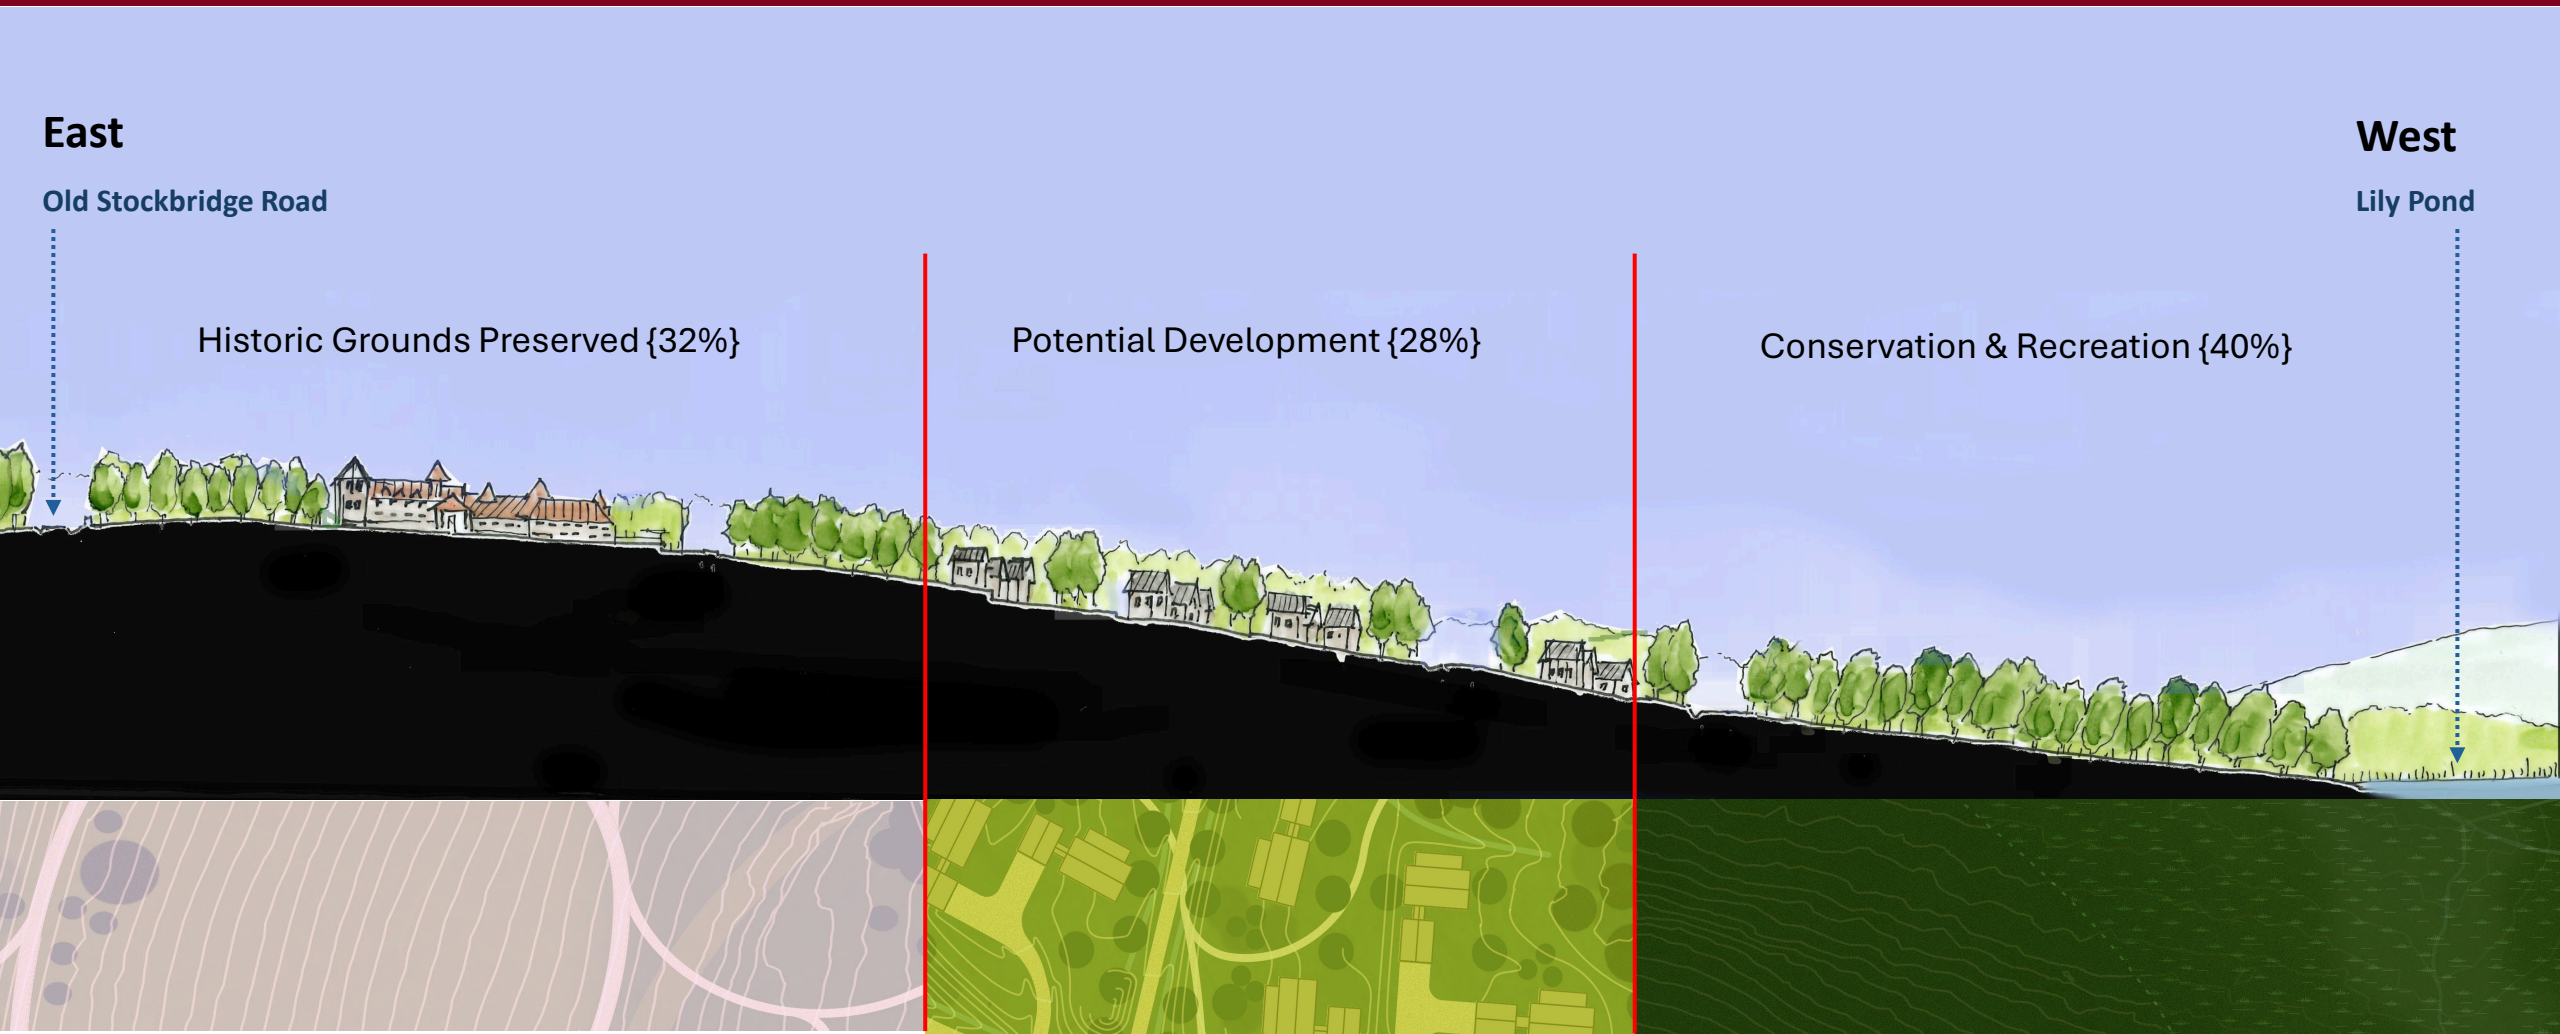 East
West
Old Stockbridge Road
Lily Pond
Historic Grounds Preserved {32%}
Potential Development {28%}
Conservation & Recreation {40%}